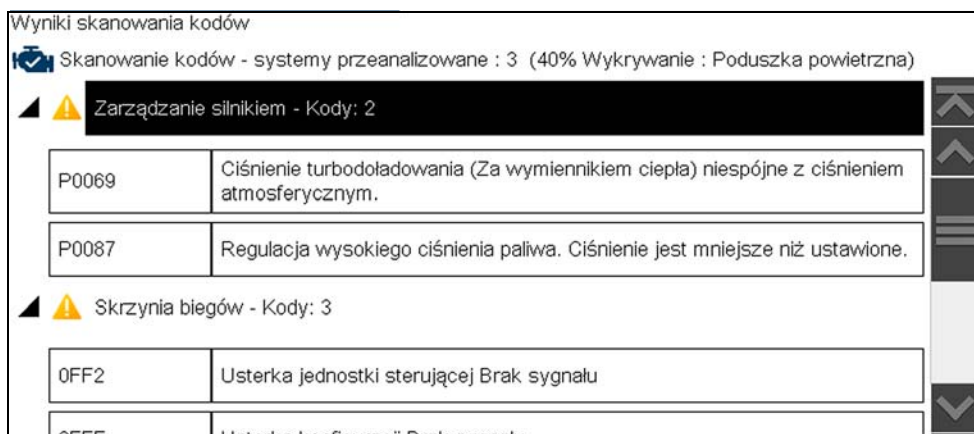 Wyniki skanowania kodów
Skanowanie kodów - systemy przeanalizowane : 3 (40% Wykrywanie : Poduszka powietrzna)
Zarządzanie silnikiem - Kody: 2
P0069
Ciśnienie turbodoładowania (Za wymiennikiem ciepła) niespójne z ciśnieniem
atmosferycznym.
P0087
Regulacja wysokiego ciśnienia paliwa. Ciśnienie jest mniejsze niż ustawione.
Skrzynia biegów - Kody: 3
0FF2
Usterka jednostki sterującej Brak sygnału